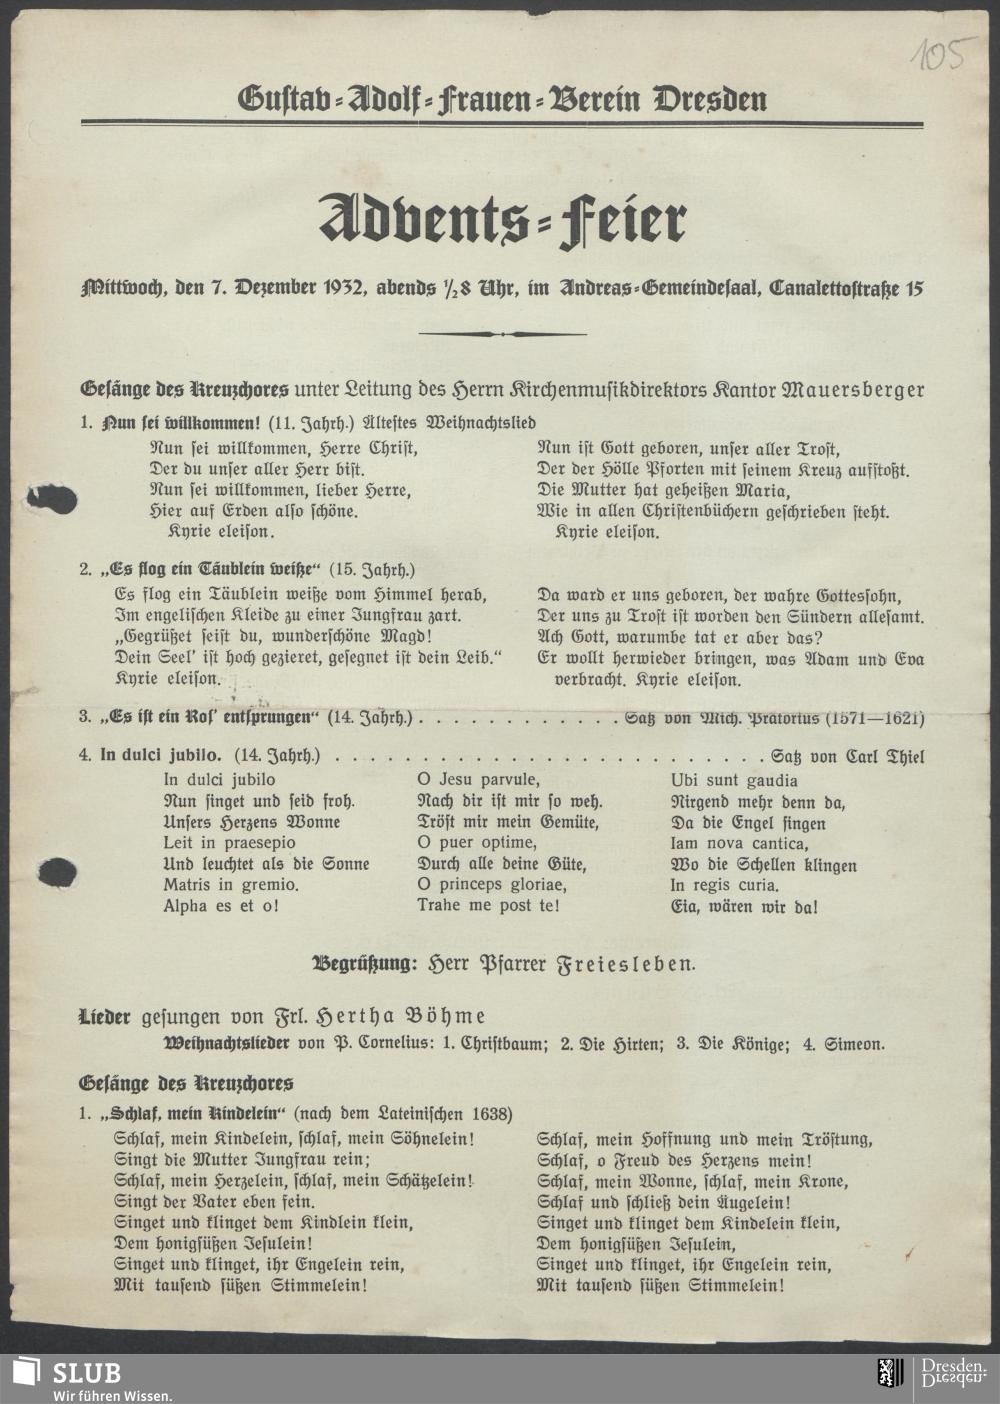 105
Gustav-Adolf-Frauen-Verein Dresden
Advents-Feier
Mittwoch, den 7. Dezember 1932, abends ½8 Uhr, im Andreas-Gemeindesaal, Canalettostraße 15
Gesänge des Kreuzchores unter Leitung des Herrn Kirchenmusikdirektors Kantor Mauersberger
1. Nun sei willkommen! (11. Jahrh.) Ältestes Weihnachtslied
Nun sei willkommen, Herre Christ,
Der du unser aller Herr bist.
Nun sei willkommen, lieber Herre,
Hier auf Erden also schöne.
Kyrie eleison.
Nun ist Gott geboren, unser aller Trost,
Der der Hölle Pforten mit seinem Kreuz aufstoßt.
Die Mutter hat geheißen Maria,
Wie in allen Christenbüchern geschrieben steht.
Kyrie eleison.
2. „Es flog ein Täublein weiße“ (15. Jahrh.)
Es flog ein Täublein weiße vom Himmel herab,
Im engelischen Kleide zu einer Jungfrau zart.
„Gegrüßet seist du, wunderschöne Magd!
Dein Seel' ist hoch gezieret, gesegnet ist dein Leib.“
Kyrie eleison.
Da ward er uns geboren, der wahre Gottessohn,
Der uns zu Trost ist worden den Sündern allesamt.
Ach Gott, warumbe tat er aber das?
Er wollt herwieder bringen, was Adam und Eva
verbracht. Kyrie eleison.
3. „Es ist ein Ros' entsprungen“ (14. Jahrh.) . . . . . . . . . . . . . Satz von Mich. Prätorius (1571—1621)
4. In dulci jubilo. (14. Jahrh.) . . . . . . . . . . . . . . . . . . . . . . . . . Satz von Carl Thiel
In dulci jubilo
Nun singet und seid froh.
Unsers Herzens Wonne
Leit in praesepio
Und leuchtet als die Sonne
Matris in gremio.
Alpha es et o!
O Jesu parvule,
Nach dir ist mir so weh.
Tröst mir mein Gemüte,
O puer optime,
Durch alle deine Güte,
O princeps gloriae,
Trahe me post te!
Ubi sunt gaudia
Nirgend mehr denn da,
Da die Engel singen
Iam nova cantica,
Wo die Schellen klingen
In regis curia.
Eia, wären wir da!
Begrüßung: Herr Pfarrer Freiesleben.
Lieder gesungen von Frl. Hertha Böhme
Weihnachtslieder von P. Cornelius: 1. Christbaum; 2. Die Hirten; 3. Die Könige; 4. Simeon.
Gesänge des Kreuzchores
1. „Schlaf, mein Kindelein“ (nach dem Lateinischen 1638)
Schlaf, mein Kindelein, schlaf, mein Söhnelein!
Singt die Mutter Jungfrau rein;
Schlaf, mein Herzelein, schlaf, mein Schätzelein!
Singt der Vater eben fein.
Singet und klinget dem Kindlein klein,
Dem honigsüßen Jesulein!
Singet und klinget, ihr Engelein rein,
Mit tausend süßen Stimmelein!
Schlaf, mein Hoffnung und mein Tröstung,
Schlaf, o Freud des Herzens mein!
Schlaf, mein Wonne, schlaf, mein Krone,
Schlaf und schließ dein Äugelein!
Singet und klinget dem Kindelein klein,
Dem honigsüßen Jesulein,
Singet und klinget, ihr Engelein rein,
Mit tausend süßen Stimmelein!
SLUB
Wir führen Wissen.
Dresden.
Dresden.